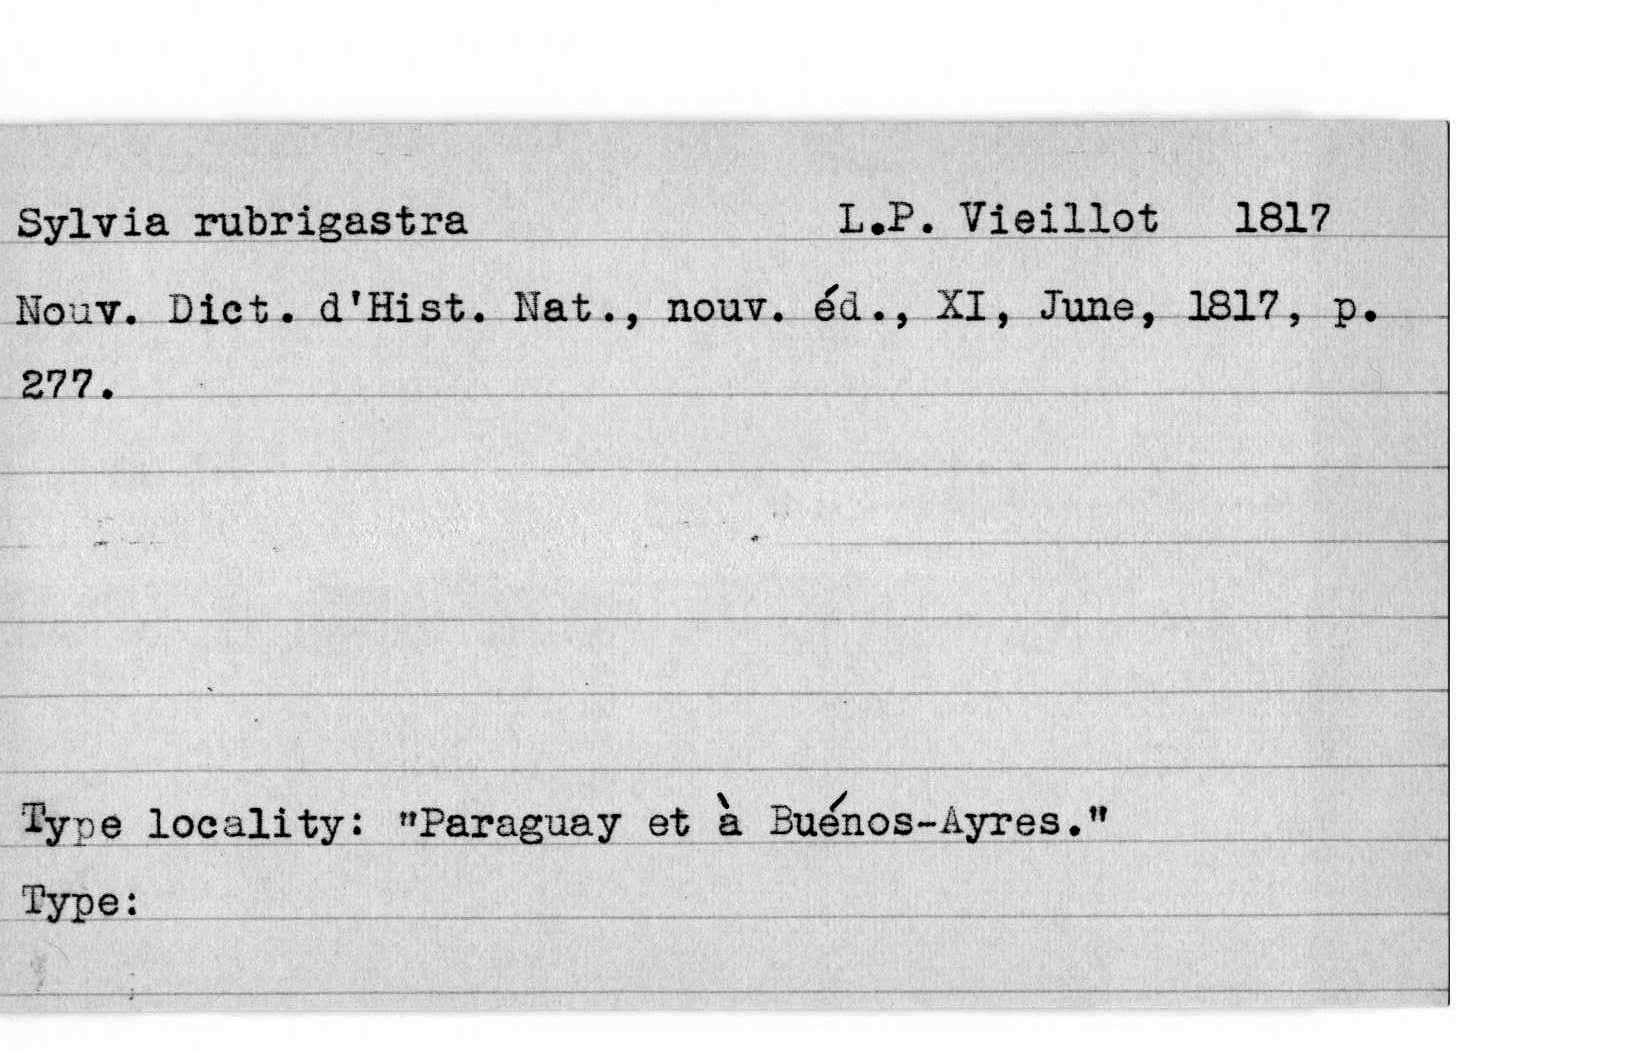 Sylvia rubrigastra L.P. Vieillot 1817
Nouv. Dict. d'Hist. Nat., nouv. éd., XI, June, 1817, p.
277.
Type locality: "Paraguay et à Buénos-Ayres."
Type: